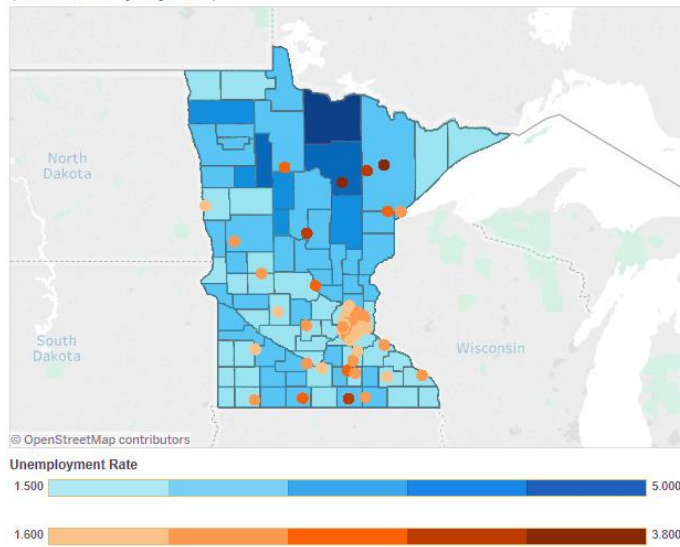 North
Dakota
South
Dakota
Wisconsin
© OpenStreetMap contributors
Unemployment Rate
1.500 5.000
1.600 3.800